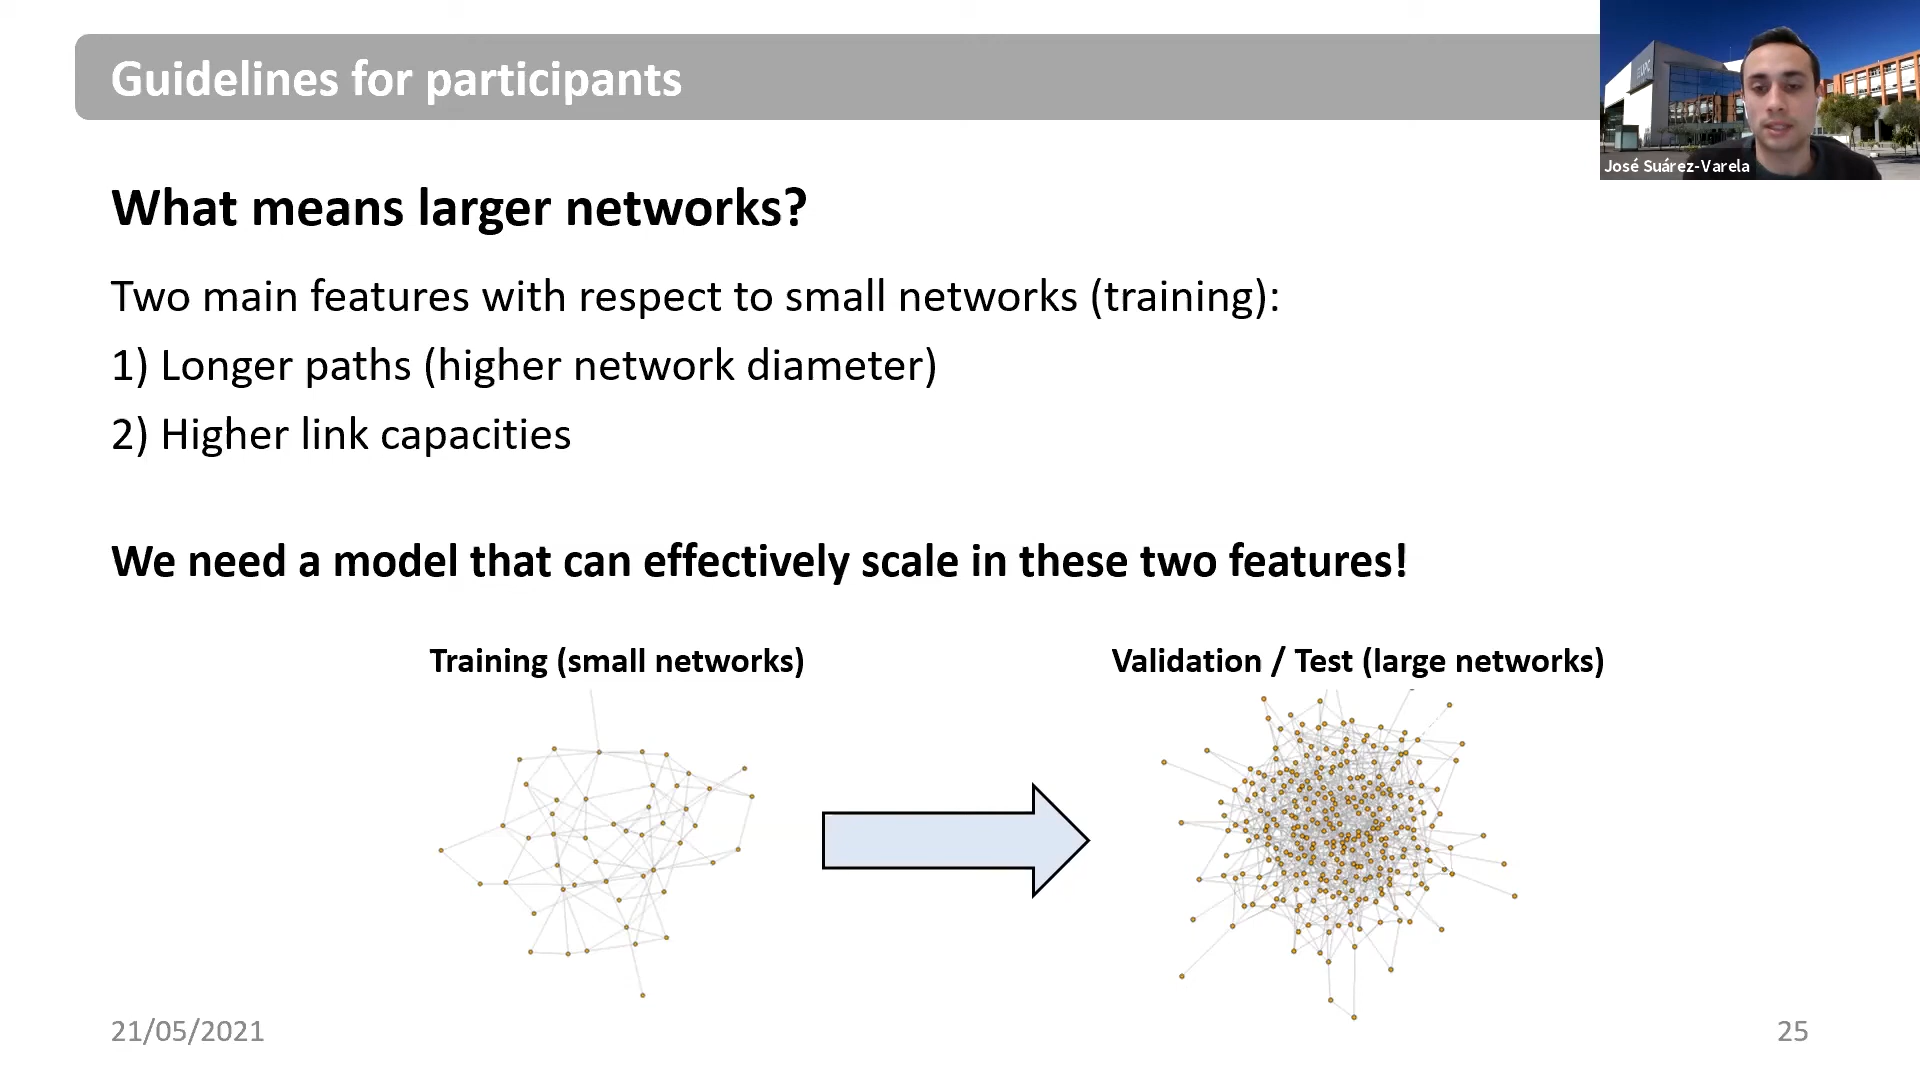 Guidelines for participants
José Suárez-Varela
What means larger networks?
Two main features with respect to small networks (training):
1) Longer paths (higher network diameter)
2) Higher link capacities
We need a model that can effectively scale in these two features!
Training (small networks)
Validation / Test (large networks)
21/05/2021
25